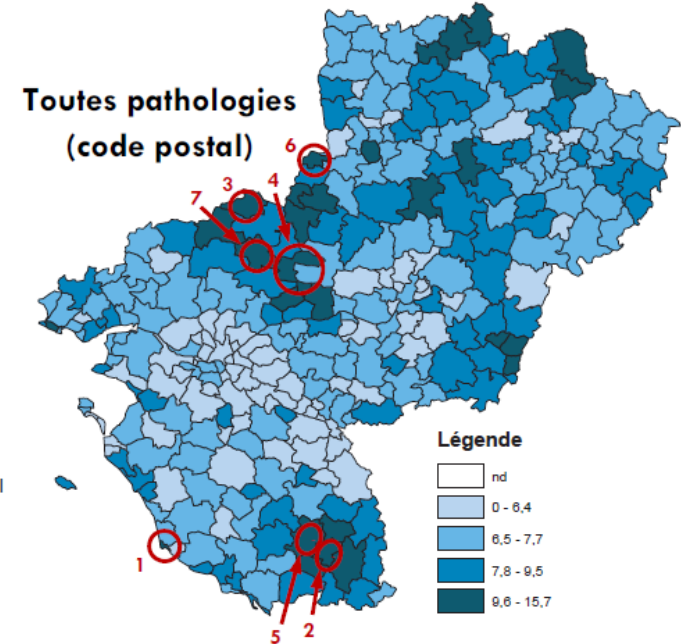 Toutes pathologies
(code postal)
6
3
4
7
1
5
2
l
Légende
nd
0 - 6,4
6,5 - 7,7
7,8 - 9,5
9,6 - 15,7